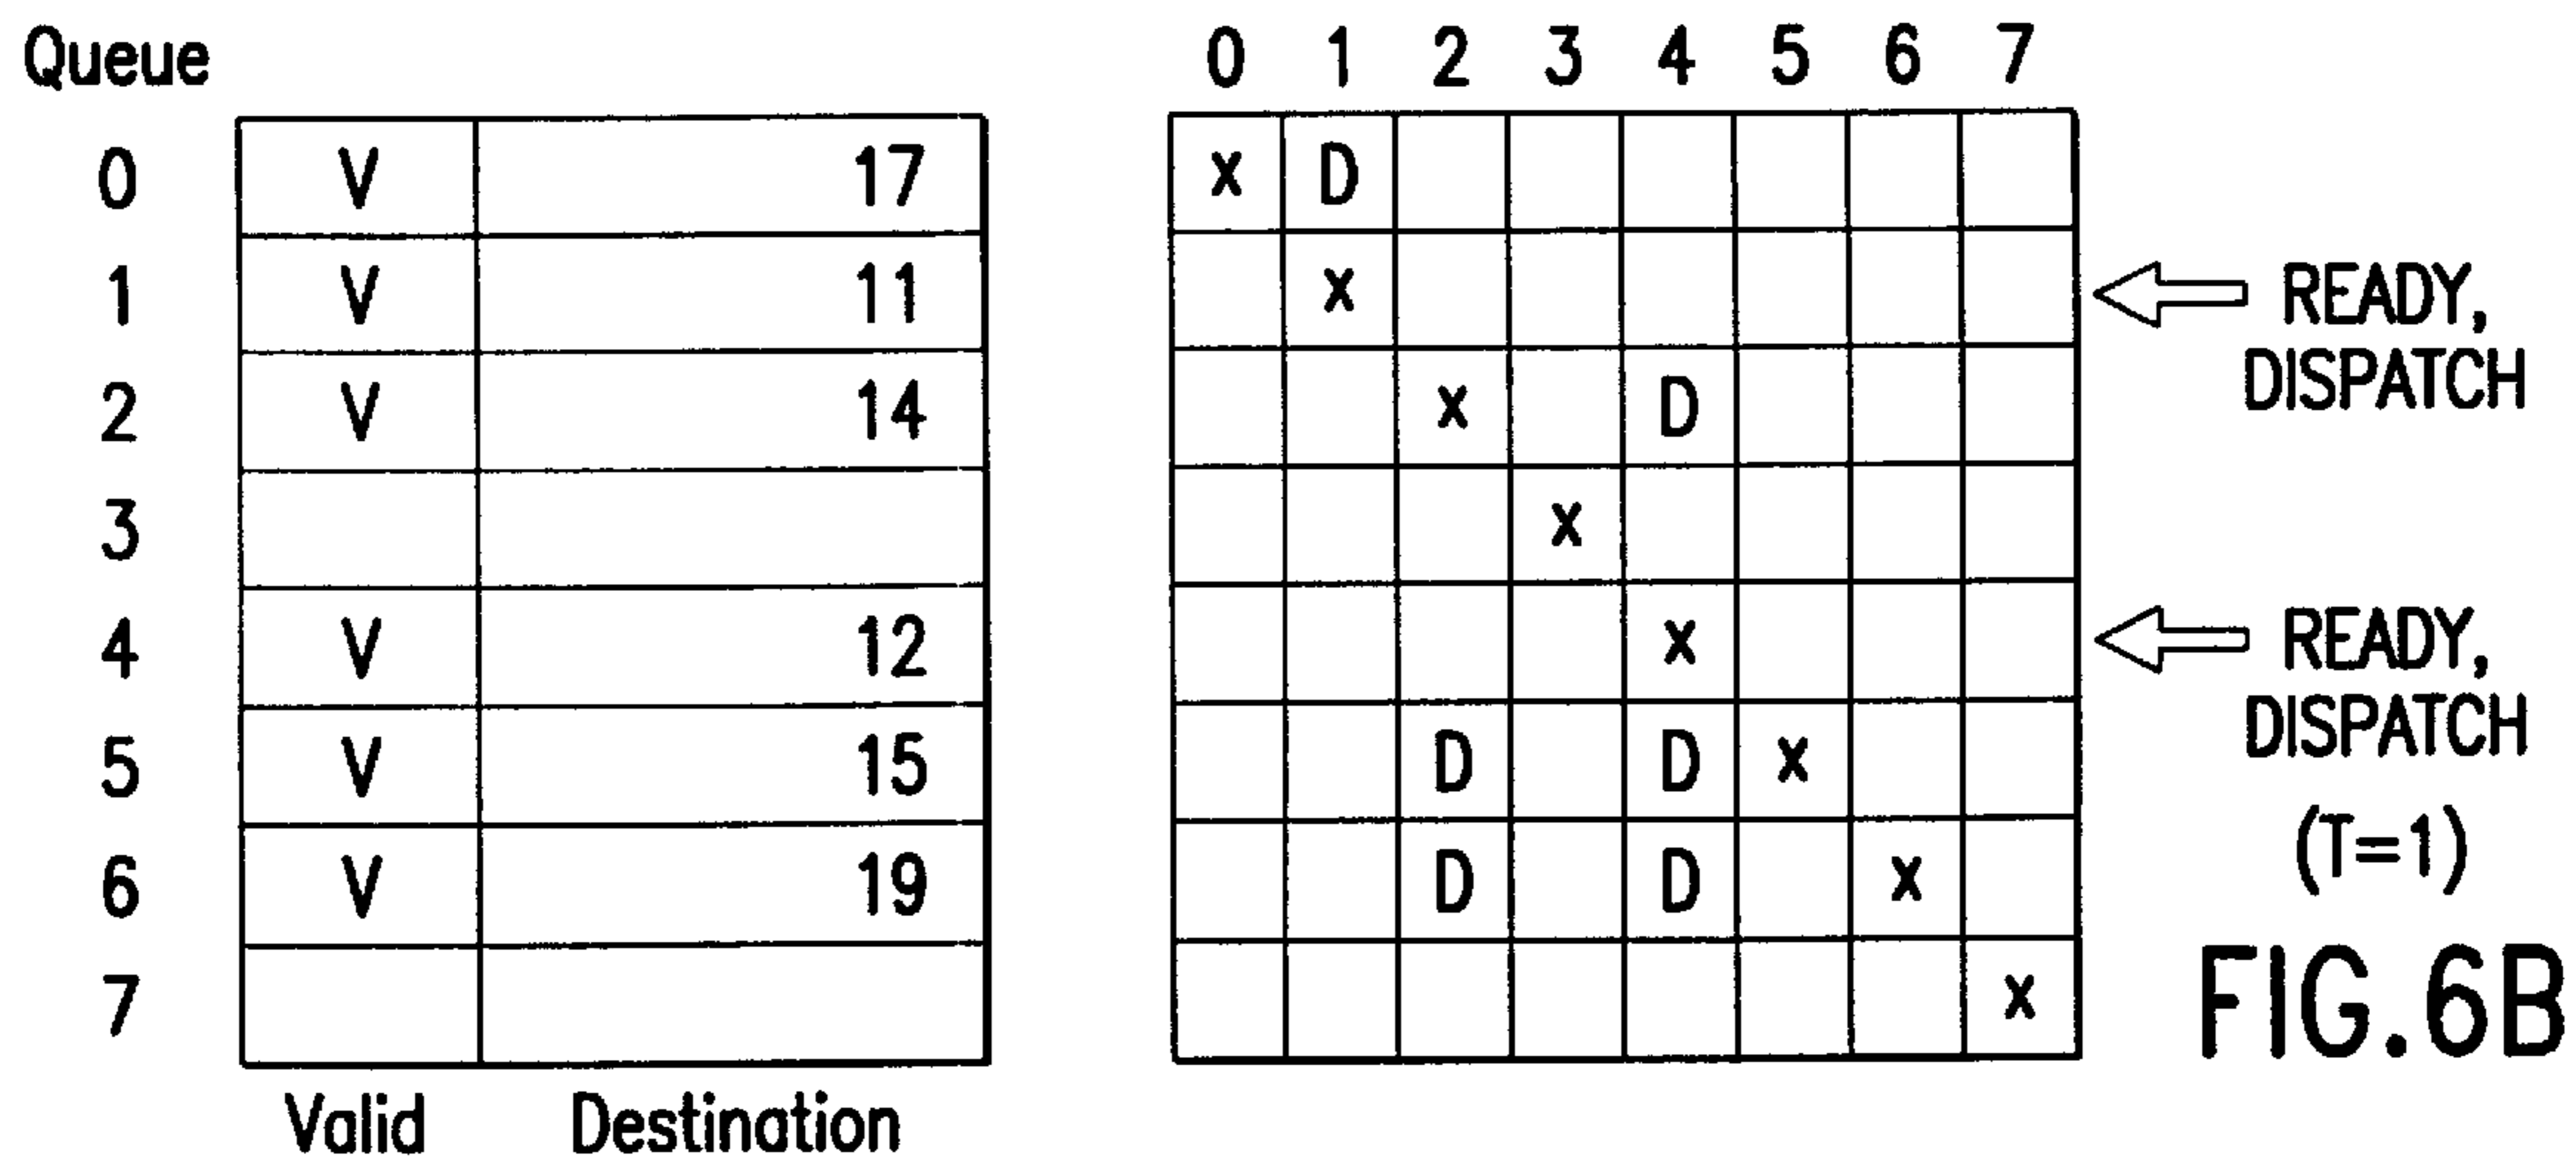 Queue 0 1 2 3 4 5 6 7
0 V 17 x D
1 V 11 x READY,
DISPATCH
2 V 14 x D
3 x
4 V 12 x READY,
DISPATCH
5 V 15 D D x
(T=1)
6 V 19 D D x
7 x
FIG.6B
Valid Destination